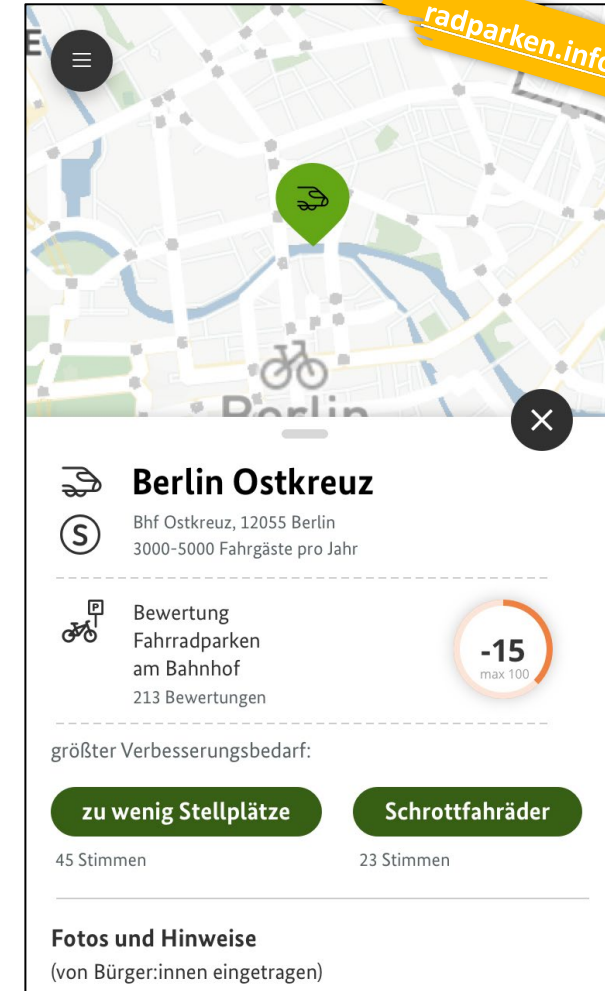 E
radparken.info
Berlin
Berlin Ostkreuz
S
Bhf Ostkreuz, 12055 Berlin
3000-5000 Fahrgäste pro Jahr
P
Bewertung
Fahrradparken
am Bahnhof
213 Bewertungen
-15
max 100
größter Verbesserungsbedarf:
zu wenig Stellplätze
Schrottfahräder
45 Stimmen
23 Stimmen
Fotos und Hinweise
(von Bürger:innen eingetragen)